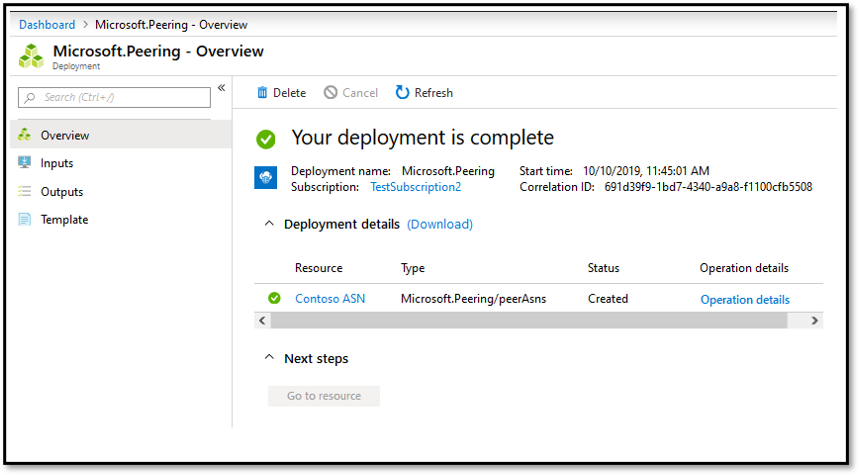 Dashboard > Microsoft.Peering - Overview
Microsoft.Peering - Overview
Deployment
Search (Ctrl+/)
«
Overview
Inputs
Outputs
Template
Delete Cancel Refresh
Your deployment is complete
Deployment name: Microsoft.Peering Start time: 10/10/2019, 11:45:01 AM
Subscription: TestSubscription2 Correlation ID: 691d39f9-1bd7-4340-a9a8-f1100cfb5508
Deployment details (Download)
Resource Type Status Operation details
Contoso ASN Microsoft.Peering/peerAsns Created Operation details
Next steps
Go to resource